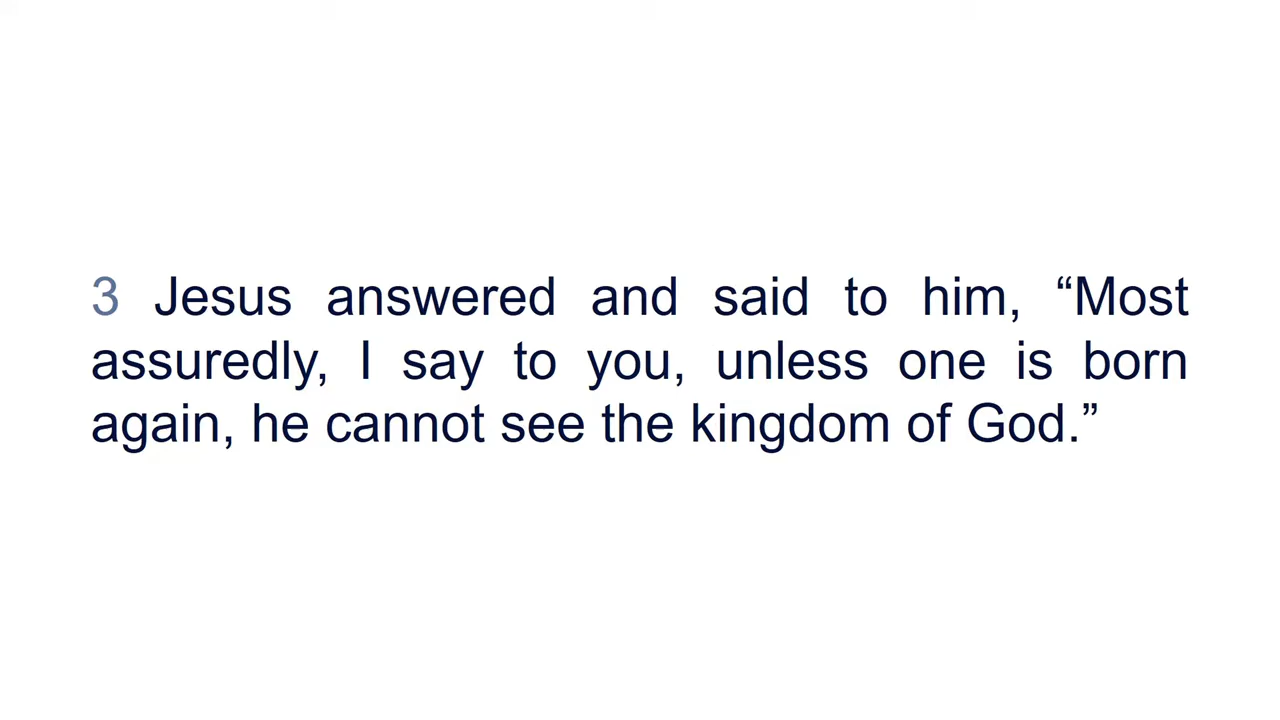 3 Jesus answered and said to him, “Most
assuredly, I say to you, unless one is born
again, he cannot see the kingdom of God.”